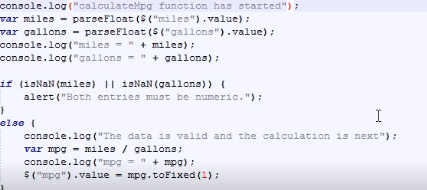 console.log("calculateMpg function has started");
var miles = parseFloat($("miles").value);
var gallons = parseFloat($("gallons").value);
console.log("miles = " + miles);
console.log("gallons = " + gallons);
if (isNaN(miles) || isNaN(gallons)) {
alert("Both entries must be numeric.");
}
else {
console.log("The data is valid and the calculation is next");
var mpg = miles / gallons;
console.log("mpg = " + mpg);
$("mpg").value = mpg.toFixed(1);
}